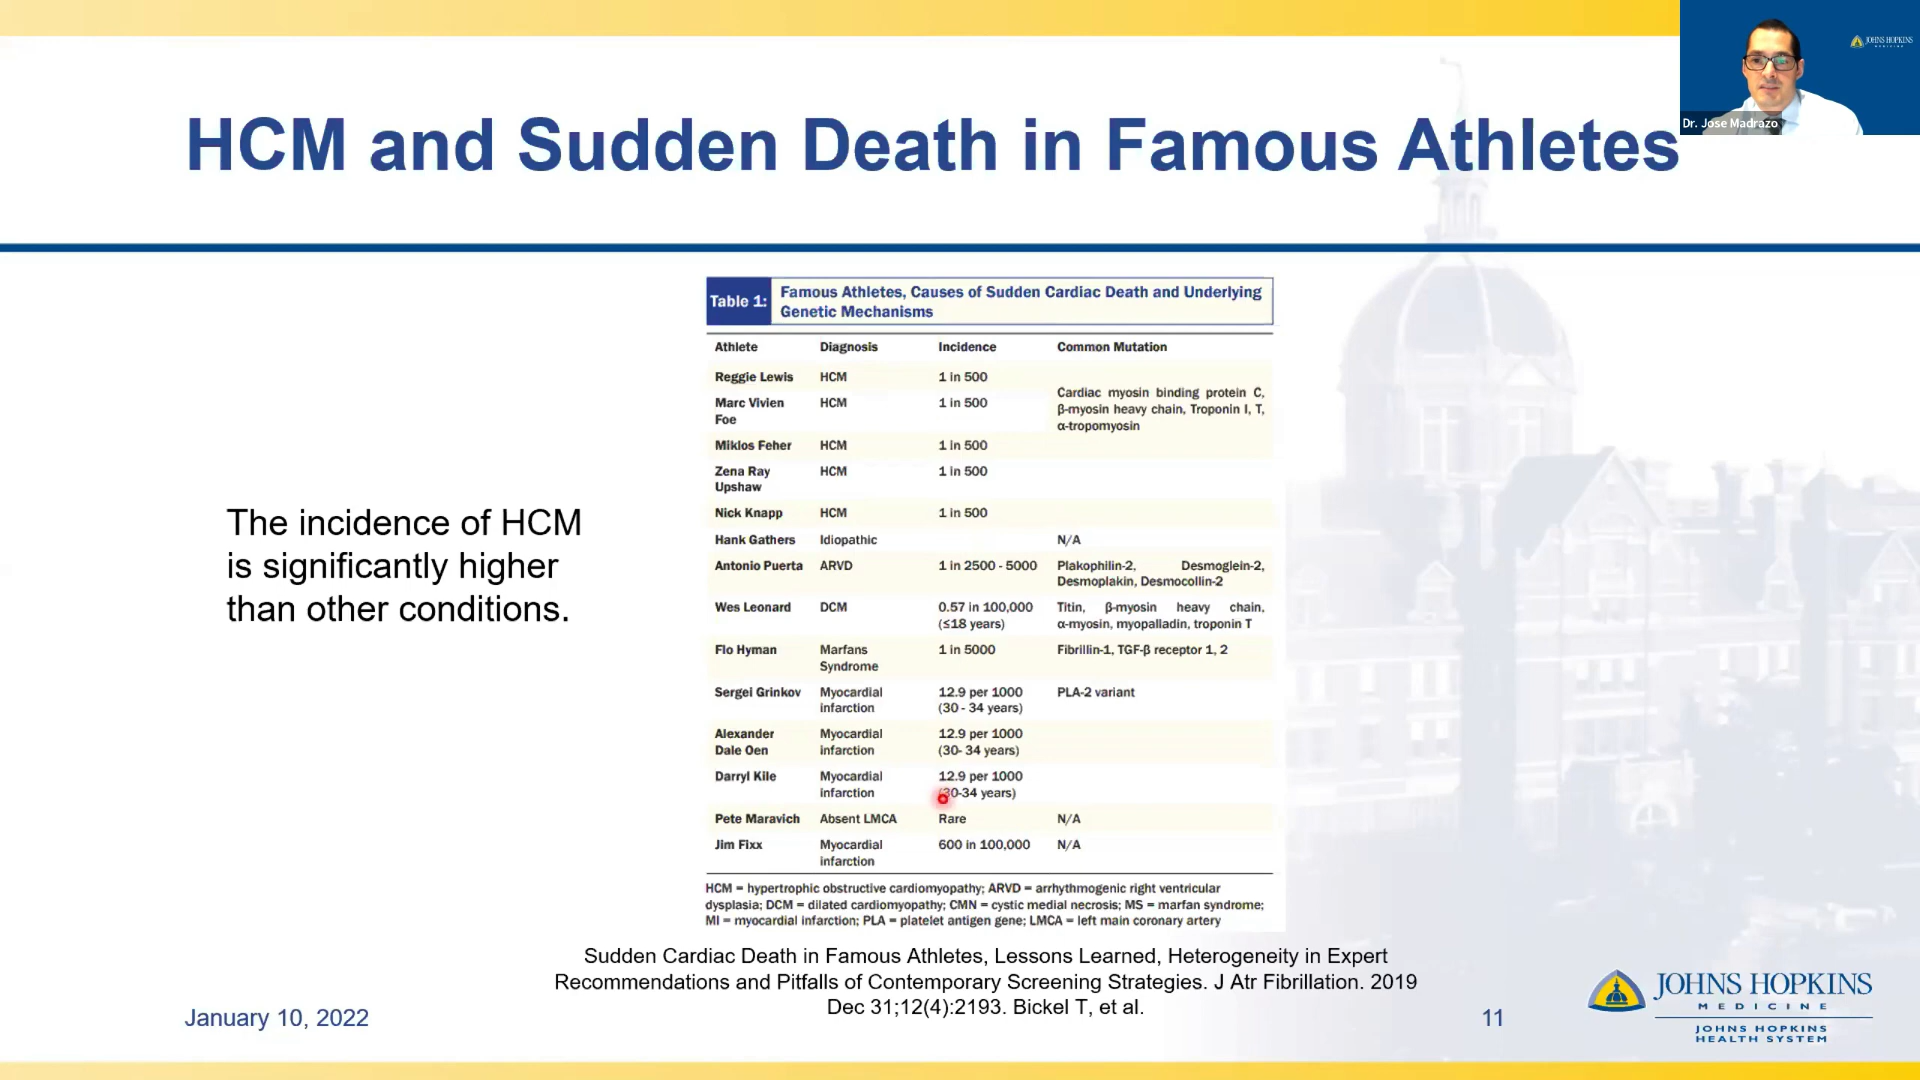 JOHNS HOPKINS
MEDICINE
Dr. Jose Madrazo
HCM and Sudden Death in Famous Athletes
The incidence of HCM
is significantly higher
than other conditions.
Table 1:
Famous Athletes, Causes of Sudden Cardiac Death and Underlying
Genetic Mechanisms
Athlete Diagnosis Incidence Common Mutation
Reggie Lewis HCM 1 in 500
Cardiac myosin binding protein C,
β-myosin heavy chain, Troponin I, T,
α-tropomyosin
Marc Vivien HCM 1 in 500
Foe
Miklos Feher HCM 1 in 500
Zena Ray HCM 1 in 500
Upshaw
Nick Knapp HCM 1 in 500
Hank Gathers Idiopathic N/A
Antonio Puerta ARVD 1 in 2500 - 5000 Plakophilin-2, Desmoglein-2,
Desmoplakin, Desmocollin-2
Wes Leonard DCM 0.57 in 100,000 Titin, β-myosin heavy chain,
(≤18 years) α-myosin, myopalladin, troponin T
Flo Hyman Marfans 1 in 5000 Fibrillin-1, TGF-β receptor 1, 2
Syndrome
Sergei Grinkov Myocardial 12.9 per 1000 PLA-2 variant
infarction (30 - 34 years)
Alexander Myocardial 12.9 per 1000
Dale Oen infarction (30- 34 years)
Darryl Kile Myocardial 12.9 per 1000
infarction (30-34 years)
Pete Maravich Absent LMCA Rare N/A
Jim Fixx Myocardial 600 in 100,000 N/A
infarction
HCM = hypertrophic obstructive cardiomyopathy; ARVD = arrhythmogenic right ventricular
dysplasia; DCM = dilated cardiomyopathy; CMN = cystic medial necrosis; MS = marfan syndrome;
MI = myocardial infarction; PLA = platelet antigen gene; LMCA = left main coronary artery
Sudden Cardiac Death in Famous Athletes, Lessons Learned, Heterogeneity in Expert
Recommendations and Pitfalls of Contemporary Screening Strategies. J Atr Fibrillation. 2019
Dec 31;12(4):2193. Bickel T, et al.
January 10, 2022
11
JOHNS HOPKINS
MEDICINE
JOHNS HOPKINS
HEALTH SYSTEM